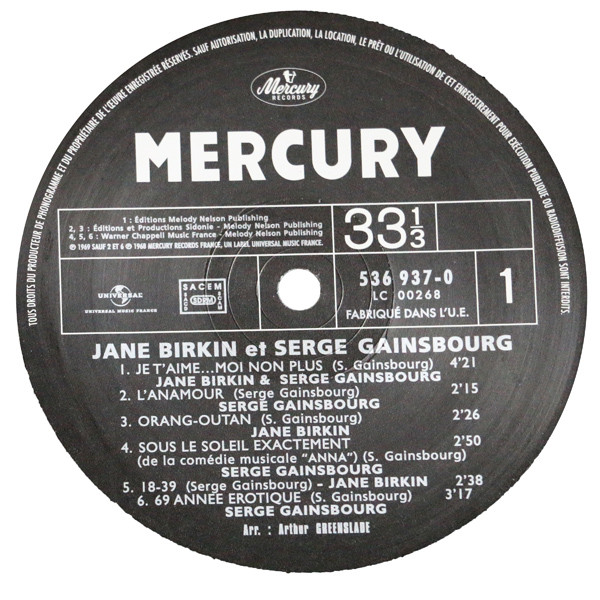 TOUS DROITS DU PRODUCTEUR DE PHONOGRAMME ET DU PROPRIÉTAIRE DE L'ŒUVRE ENREGISTRÉE RÉSERVÉS. SAUF AUTORISATION, LA DUPLICATION, LA LOCATION, LE PRÊT OU L'UTILISATION DE CET ENREGISTREMENT POUR EXÉCUTION PUBLIQUE OU RADIODIFFUSION SONT INTERDITS.
Mercury
RECORDS
MERCURY
1 : Éditions Melody Nelson Publishing
2, 3 : Éditions et Productions Sidonie - Melody Nelson Publishing
4, 5, 6 : Warner Chappell Music France - Melody Nelson Publishing
℗ 1969 SAUF 2 ET 6 ℗ 1968 MERCURY RECORDS FRANCE, UN LABEL UNIVERSAL MUSIC FRANCE.
33 1/3
UNIVERSAL
UNIVERSAL MUSIC FRANCE
SACEM
SACD
SDRM
SCAM
536 937-0
LC 00268
FABRIQUÉ DANS L'U.E.
1
JANE BIRKIN et SERGE GAINSBOURG
1. JE T'AIME...MOI NON PLUS (S. Gainsbourg) 4'21
JANE BIRKIN & SERGE GAINSBOURG
2. L'ANAMOUR (Serge Gainsbourg) 2'15
SERGE GAINSBOURG
3. ORANG-OUTAN (S. Gainsbourg) 2'26
JANE BIRKIN
4. SOUS LE SOLEIL EXACTEMENT 2'50
(de la comédie musicale "ANNA") (S. Gainsbourg)
SERGE GAINSBOURG
5. 18-39 (Serge Gainsbourg) - JANE BIRKIN 2'38
6. 69 ANNÉE EROTIQUE (S. Gainsbourg) 3'17
SERGE GAINSBOURG
Arr. : Arthur GREENSLADE